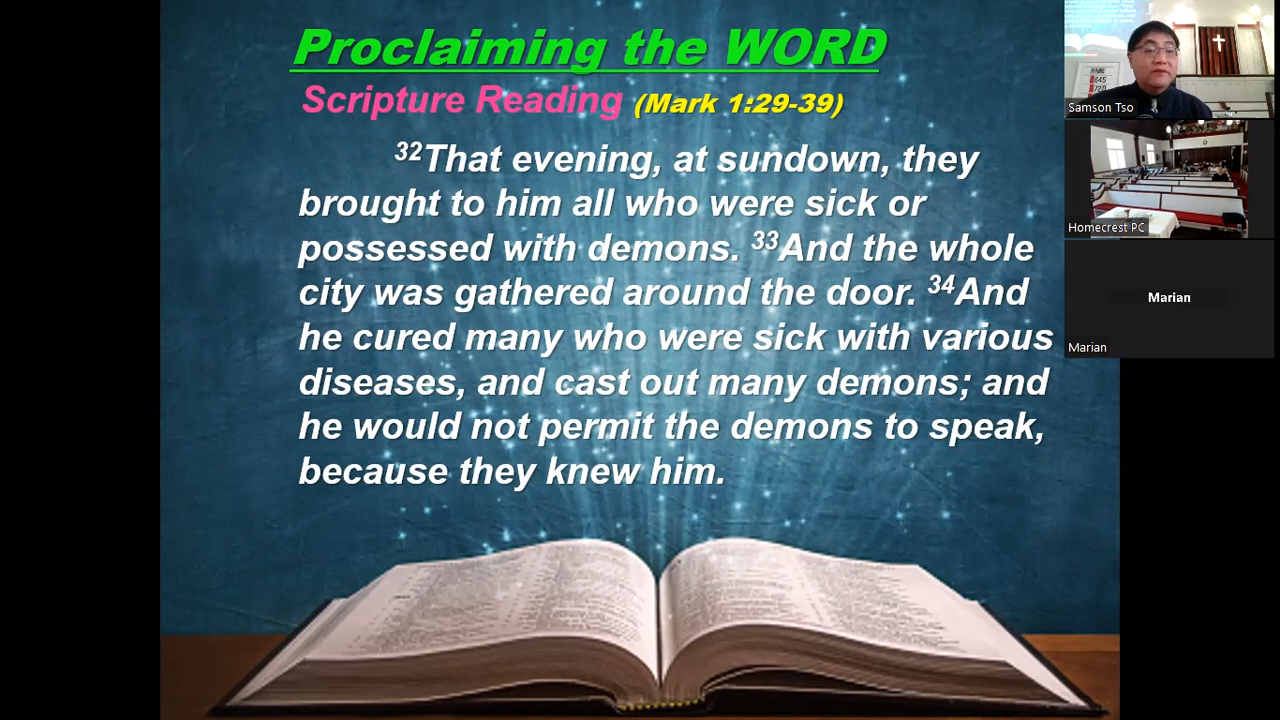 Proclaiming the WORD
Scripture Reading (Mark 1:29-39)
32That evening, at sundown, they
brought to him all who were sick or
possessed with demons. 33And the whole
city was gathered around the door. 34And
he cured many who were sick with various
diseases, and cast out many demons; and
he would not permit the demons to speak,
because they knew him.
Samson Tso
Homecrest PC
Marian
Marian